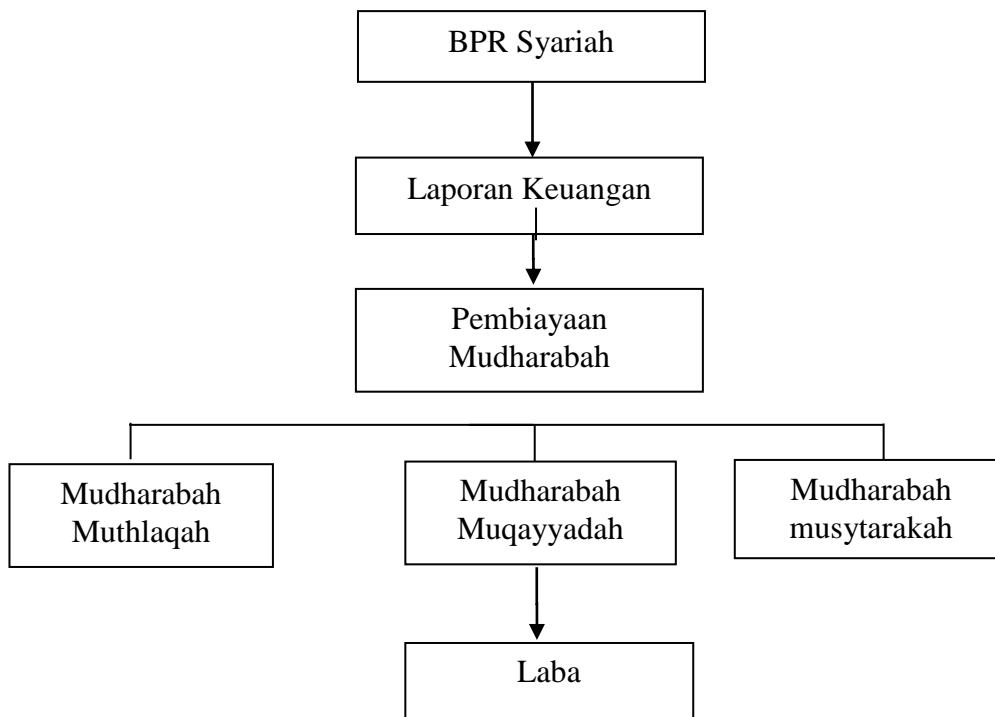 BPR Syariah
Laporan Keuangan
Pembiayaan
Mudharabah
Mudharabah
Muthlaqah
Mudharabah
Muqayyadah
Mudharabah
musytarakah
Laba